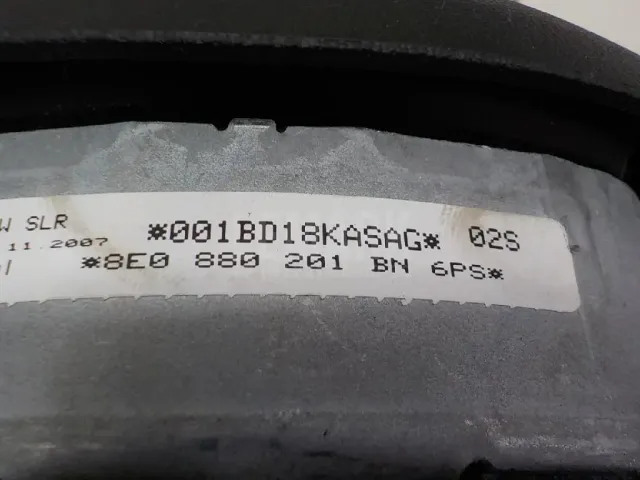 W SLR
11.2007
*001BD18KASAG* 02S
*8E0 880 201 BN 6PS*